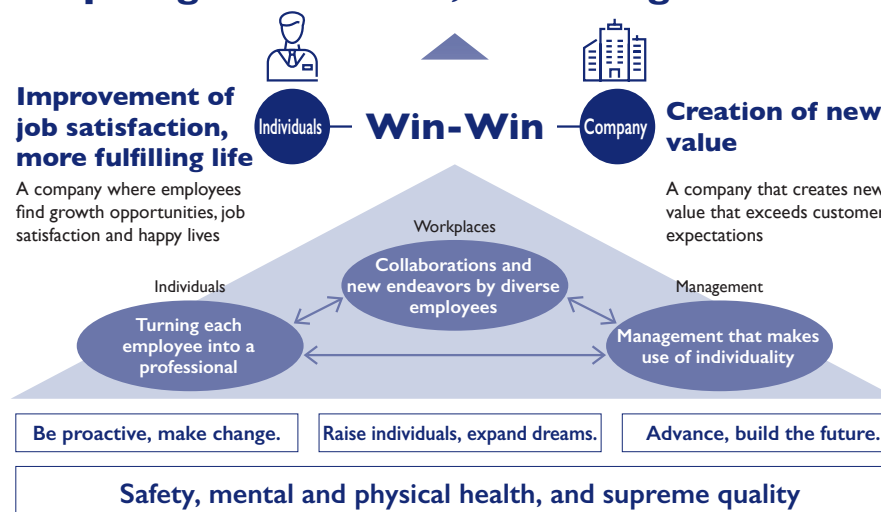 Improvement of
job satisfaction,
more fulfilling life
A company where employees
find growth opportunities, job
satisfaction and happy lives
Individuals
Win-Win
Company
Creation of new
value
A company that creates new
value that exceeds customer
expectations
Workplaces
Collaborations and
new endeavors by diverse
employees
Individuals
Turning each
employee into a
professional
Management
Management that makes
use of individuality
Be proactive, make change.
Raise individuals, expand dreams.
Advance, build the future.
Safety, mental and physical health, and supreme quality